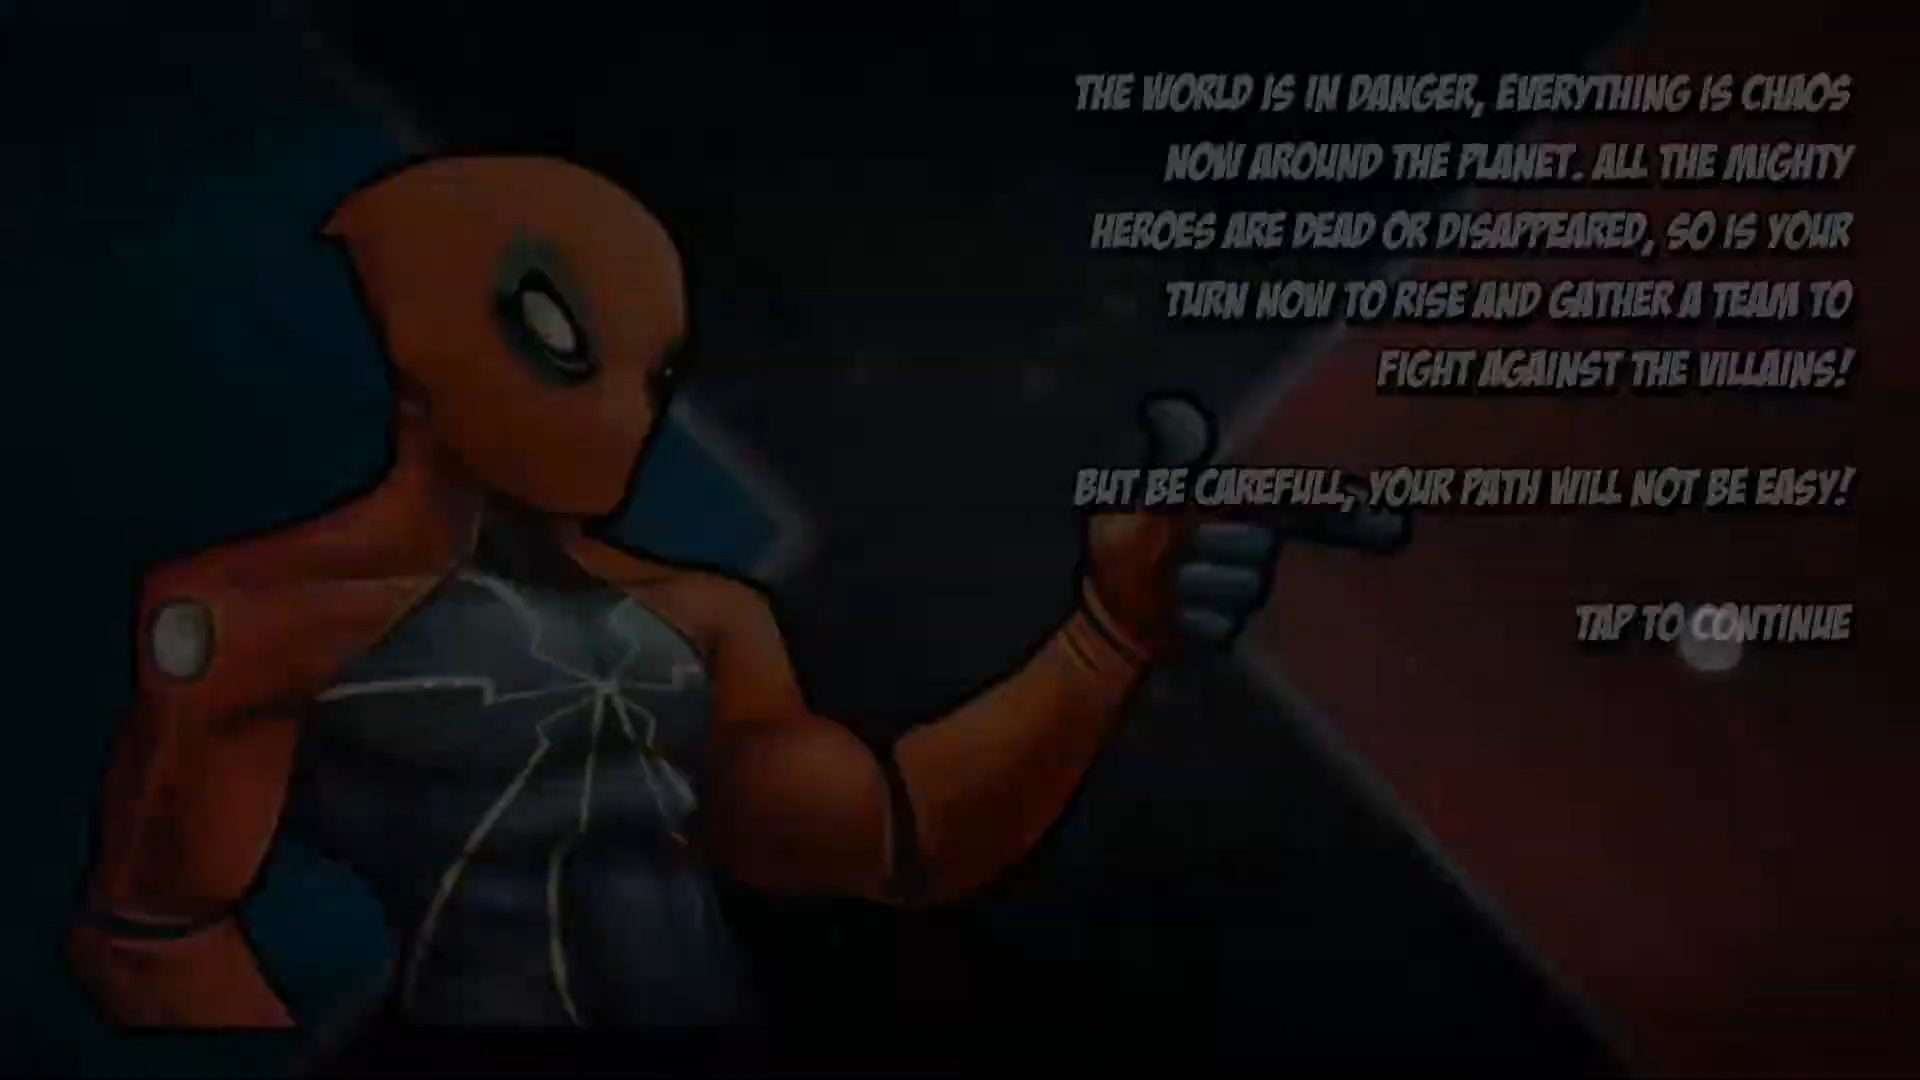 THE WORLD IS IN DANGER, EVERYTHING IS CHAOS
NOW AROUND THE PLANET. ALL THE MIGHTY
HEROES ARE DEAD OR DISAPPEARED, SO IS YOUR
TURN NOW TO RISE AND GATHER A TEAM TO
FIGHT AGAINST THE VILLAINS!
BUT BE CAREFULL, YOUR PATH WILL NOT BE EASY!
TAP TO CONTINUE